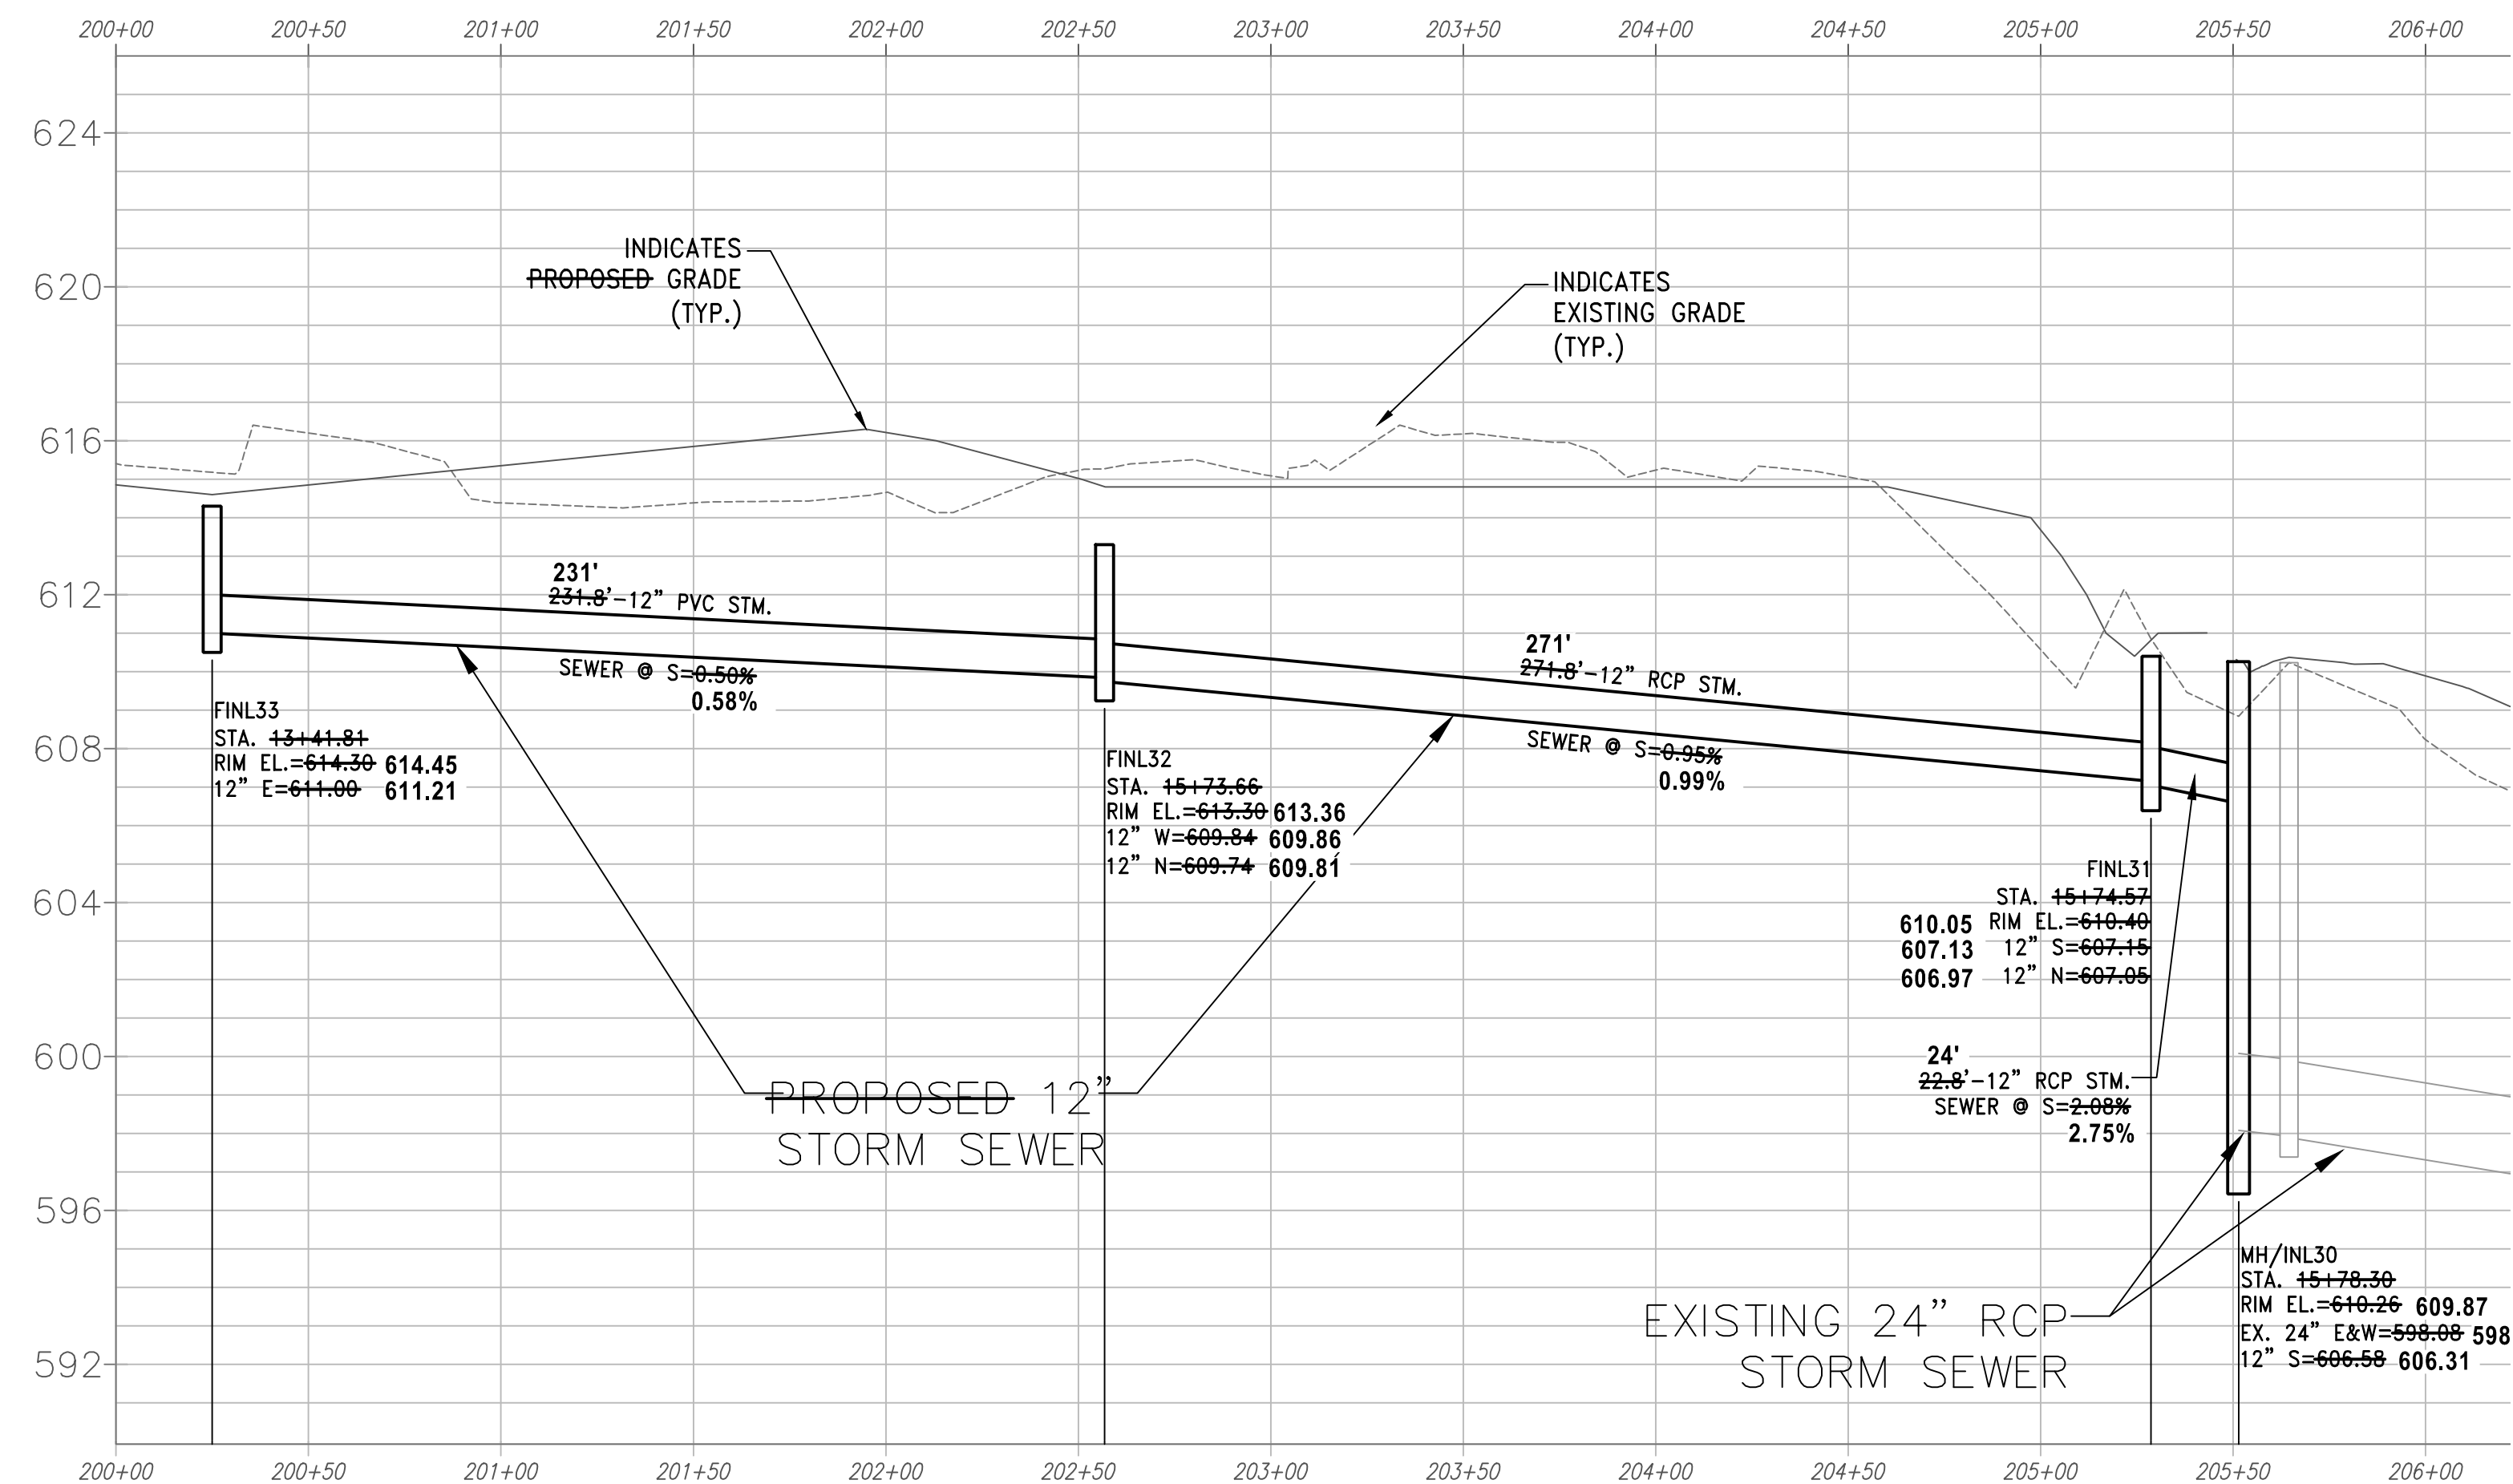 200+00 200+50 201+00 201+50 202+00 202+50 203+00 203+50 204+00 204+50 205+00 205+50 206+00
624
620
616
612
608
604
600
596
592
INDICATES
PROPOSED GRADE
(TYP.)
INDICATES
EXISTING GRADE
(TYP.)
231'
231.8'-12" PVC STM.
SEWER @ S=0.50%
0.58%
271'
271.8'-12" RCP STM.
SEWER @ S=0.95%
0.99%
FINL33
STA. 13+41.81
RIM EL.=614.30 614.45
12" E=611.00 611.21
FINL32
STA. 15+73.66
RIM EL.=613.30 613.36
12" W=609.84 609.86
12" N=609.74 609.81
FINL31
STA. 15+74.57
610.05 RIM EL.=610.40
607.13 12" S=607.15
606.97 12" N=607.05
24'
22.8'-12" RCP STM.
SEWER @ S=2.08%
2.75%
PROPOSED 12"
STORM SEWER
EXISTING 24" RCP
STORM SEWER
MH/INL30
STA. 15+78.30
RIM EL.=610.26 609.87
EX. 24" E&W=598.08 598
12" S=606.58 606.31
200+00 200+50 201+00 201+50 202+00 202+50 203+00 203+50 204+00 204+50 205+00 205+50 206+00